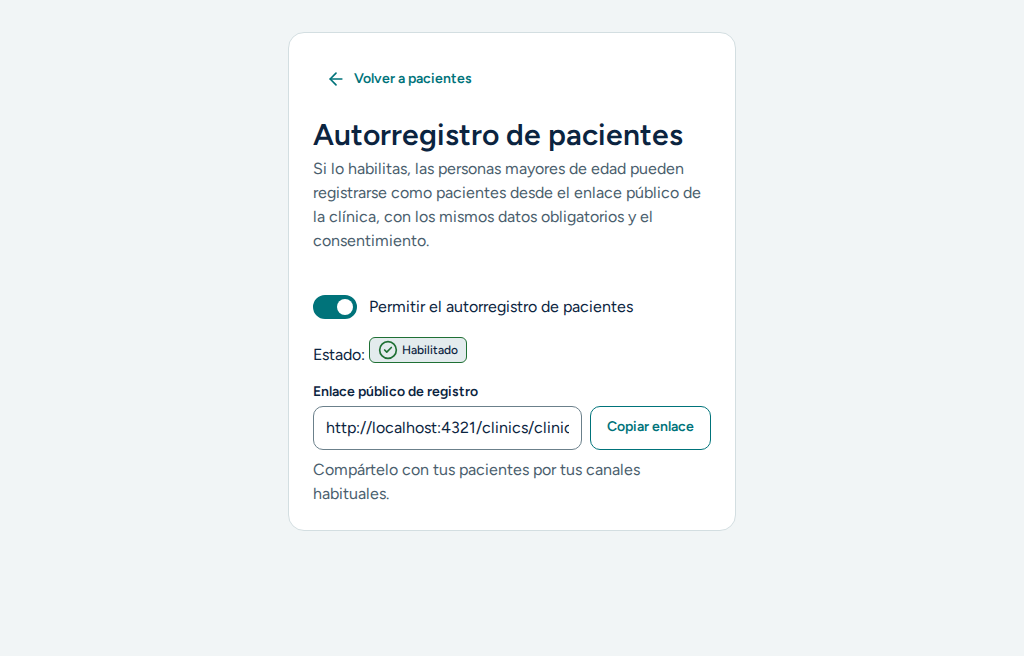 Volver a pacientes
Autorregistro de pacientes
Si lo habilitas, las personas mayores de edad pueden
registrarse como pacientes desde el enlace público de
la clínica, con los mismos datos obligatorios y el
consentimiento.
Permitir el autorregistro de pacientes
Estado: Habilitado
Enlace público de registro
http://localhost:4321/clinics/clinic
Copiar enlace
Compártelo con tus pacientes por tus canales
habituales.